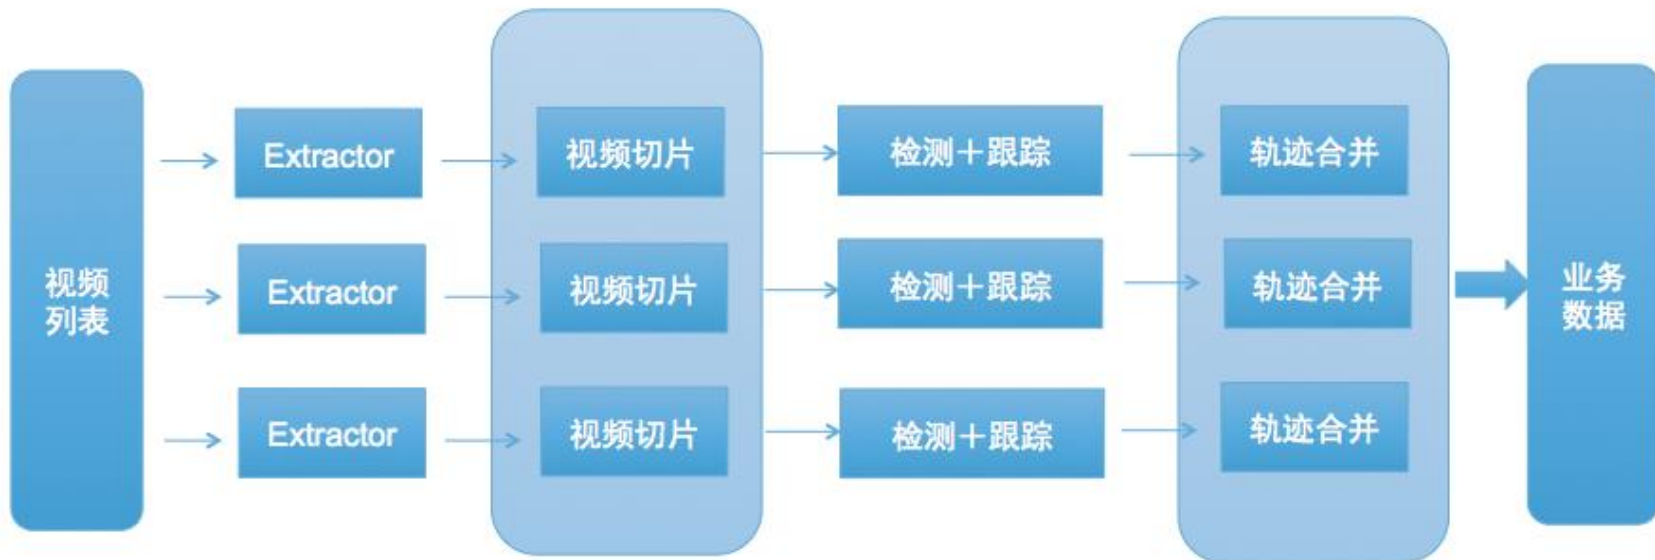 视频
列表
Extractor
视频切片
检测+跟踪
轨迹合并
Extractor
视频切片
检测+跟踪
轨迹合并
Extractor
视频切片
检测+跟踪
轨迹合并
业务
数据